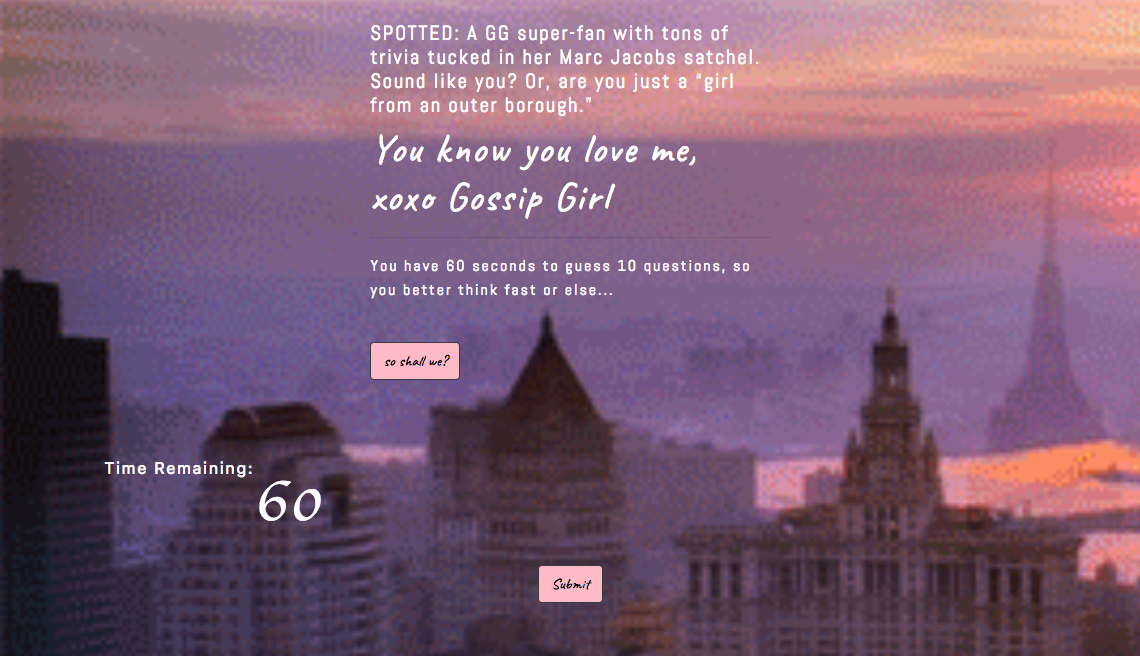 SPOTTED: A GG super-fan with tons of
trivia tucked in her Marc Jacobs satchel.
Sound like you? Or, are you just a “girl
from an outer borough.”
You know you love me,
xoxo Gossip Girl
You have 60 seconds to guess 10 questions, so
you better think fast or else...
so shall we?
Time Remaining:
60
Submit